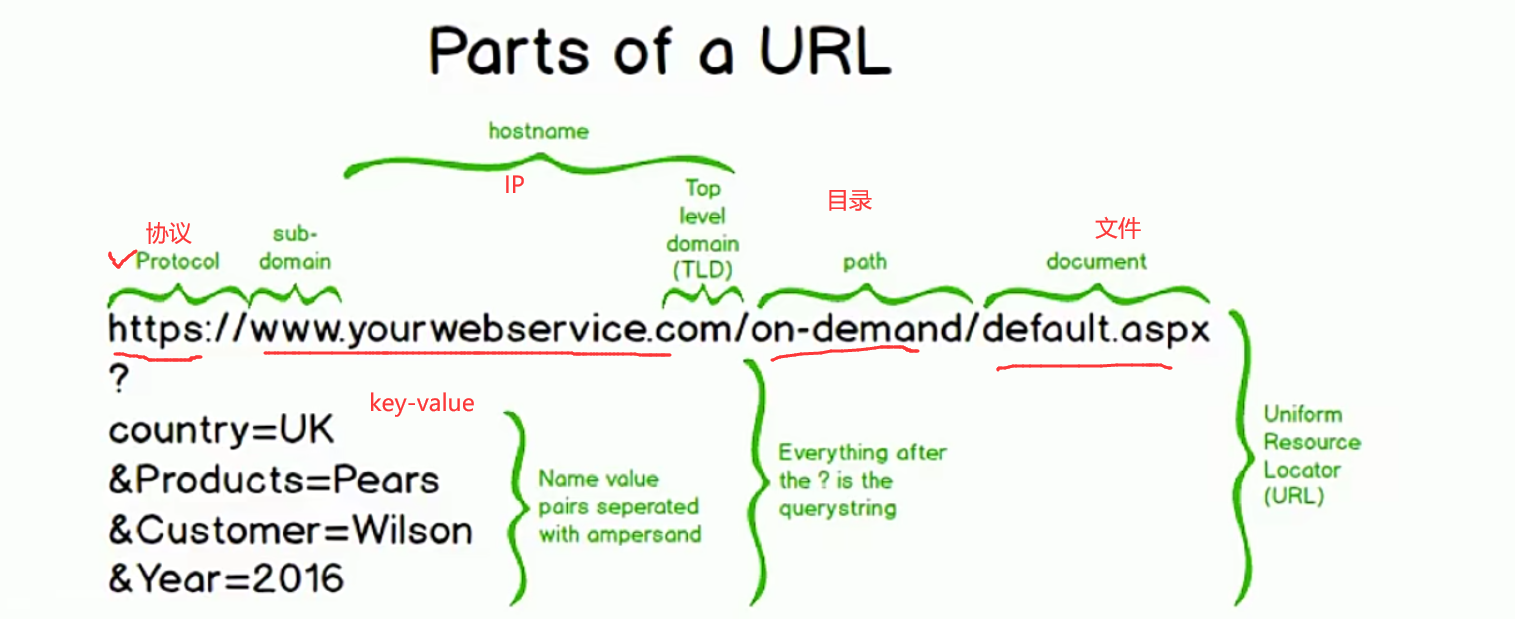 Parts of a URL
hostname
IP
Top
level
domain
(TLD)
目录
文件
协议
Protocol
sub-
domain
path
document
https://www.yourwebservice.com/on-demand/default.aspx
?
key-value
country=UK
&Products=Pears
&Customer=Wilson
&Year=2016
Name value
pairs seperated
with ampersand
Everything after
the ? is the
querystring
Uniform
Resource
Locator
(URL)